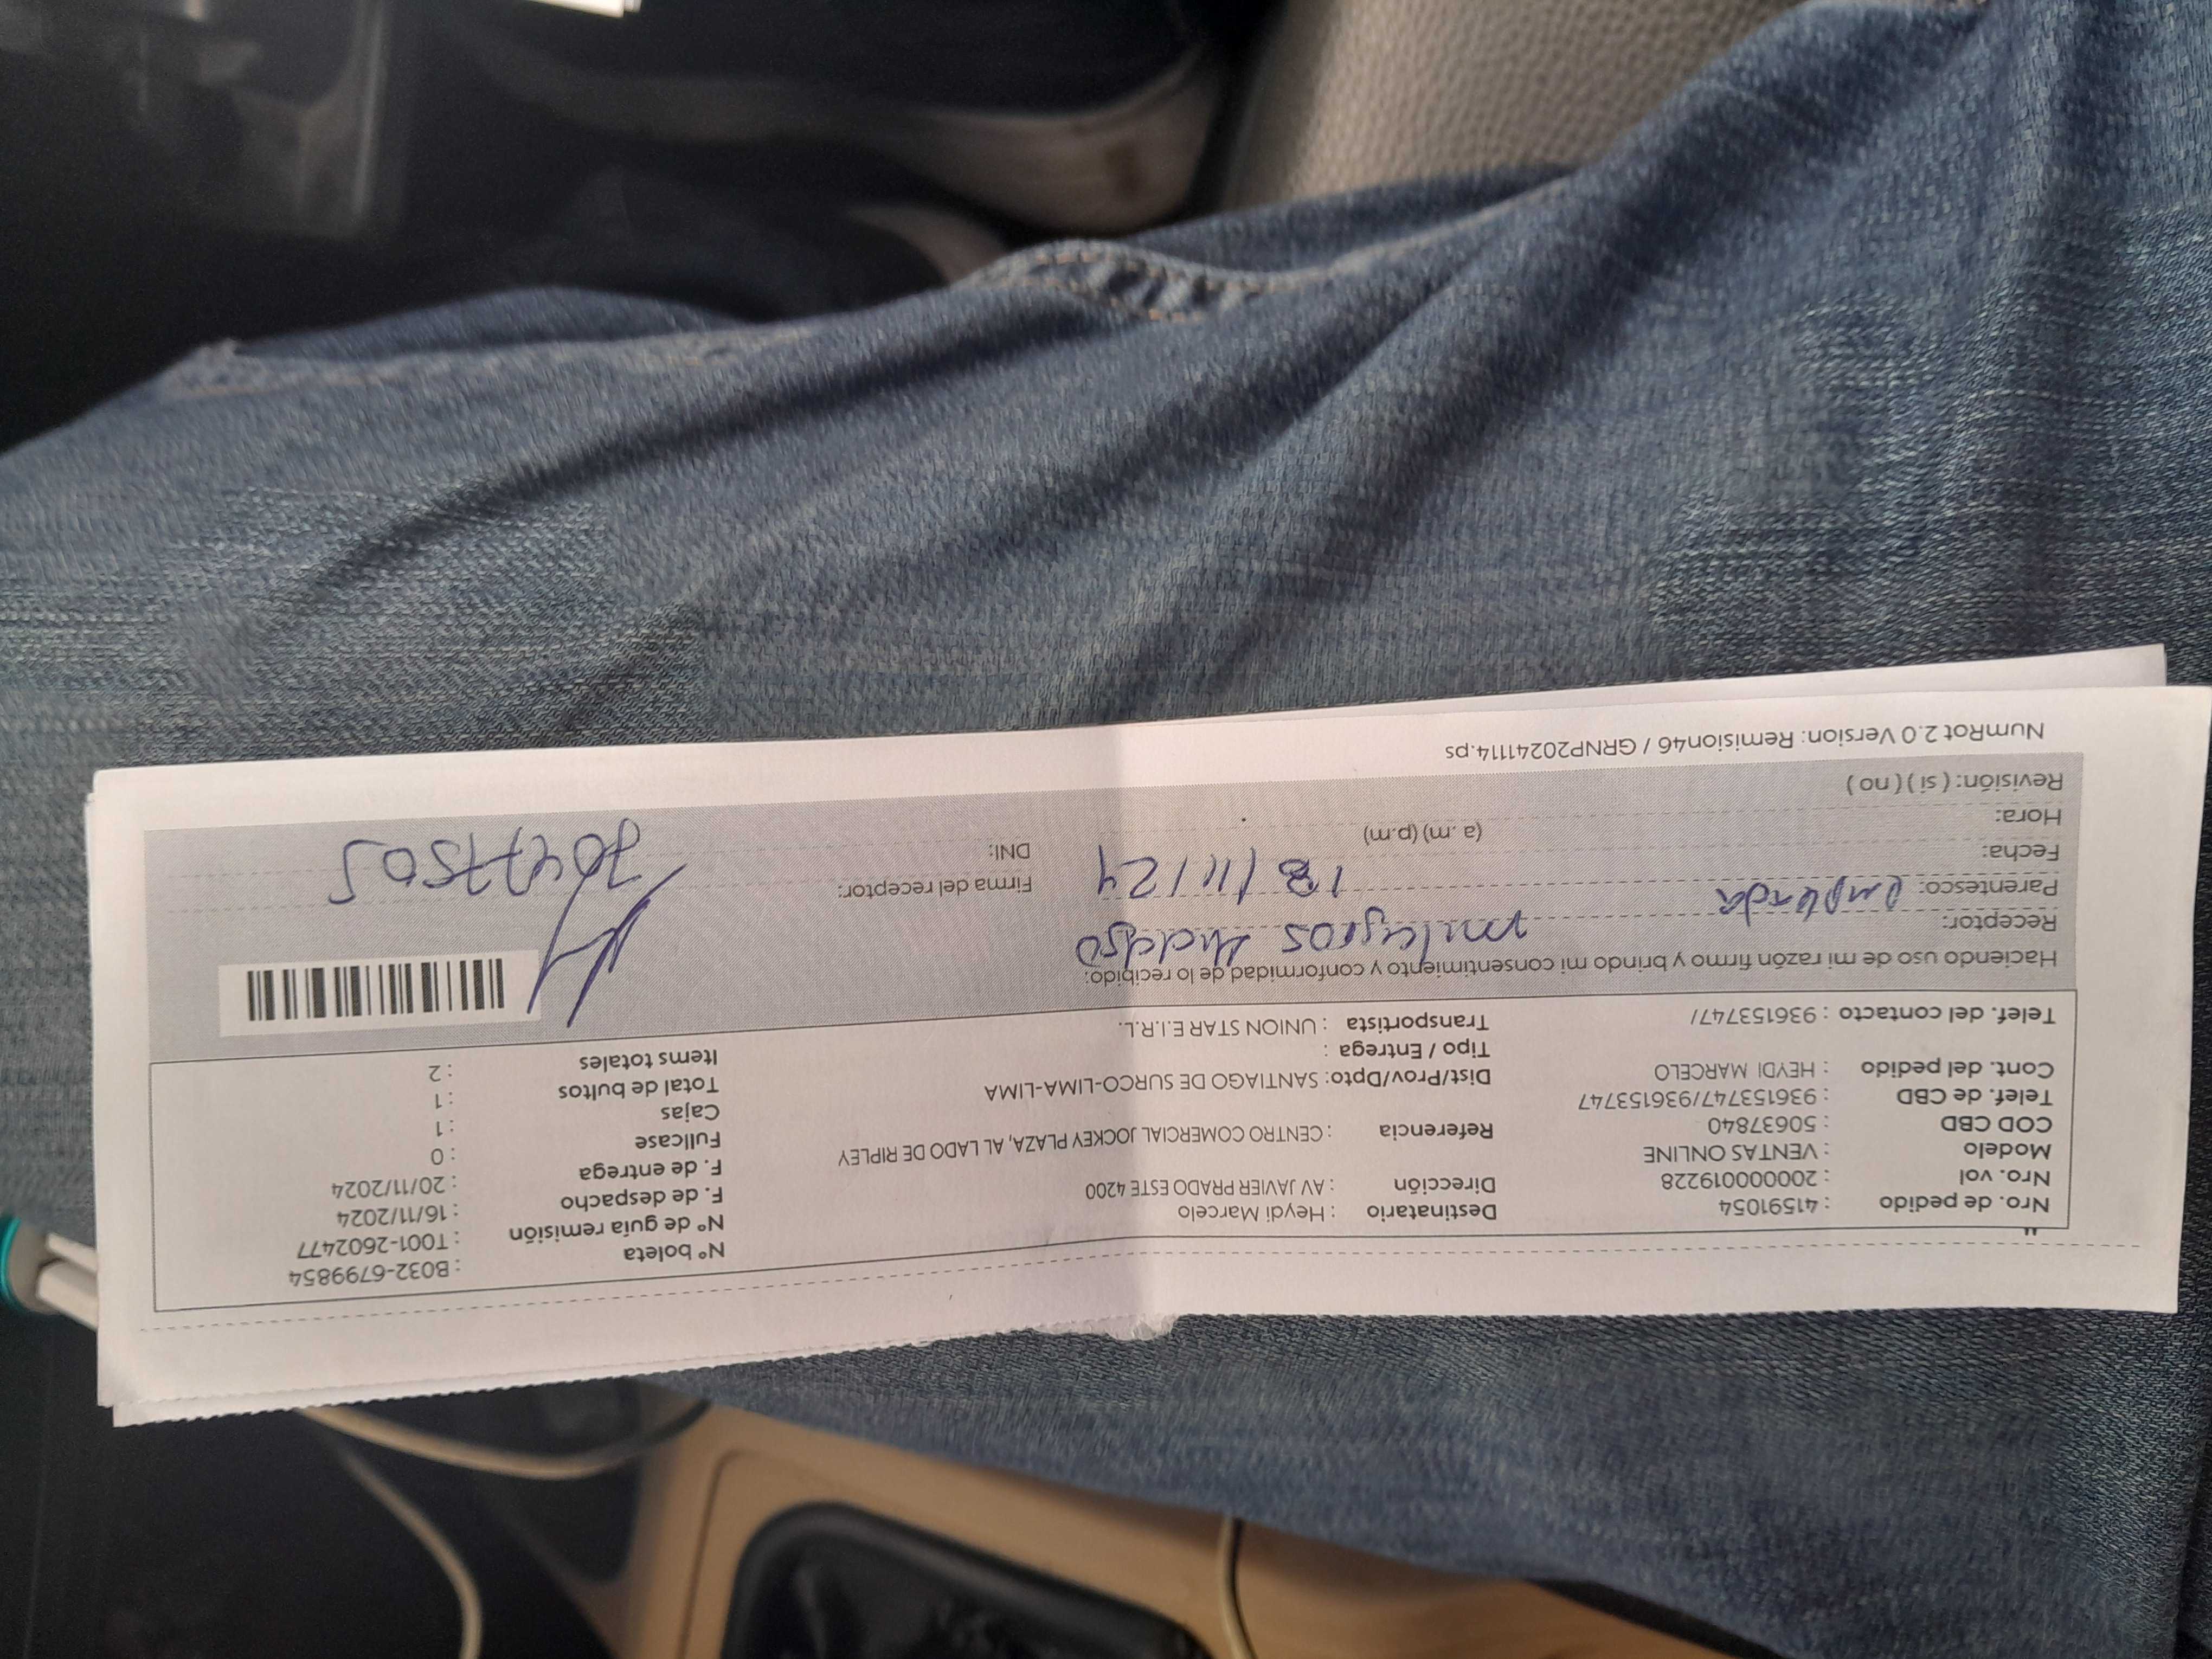 Nro. de pedido : 41591054
Nro. vol : 2000000019228
Modelo : VENTAS ONLINE
COD CBD : 50637840
Telef. de CBD : 936153747/936153747
Cont. del pedido : HEYDI MARCELO
Telef. del contacto : 936153747/
Destinatario : Heydi Marcelo
Dirección : AV JAVIER PRADO ESTE 4200
Referencia : CENTRO COMERCIAL JOCKEY PLAZA, AL LADO DE RIPLEY
Dist/Prov/Dpto: SANTIAGO DE SURCO-LIMA-LIMA
Tipo / Entrega :
Transportista : UNION STAR E.I.R.L.
N° boleta : B032-6799854
N° de guía remisión : T001-2602477
F. de despacho : 16/11/2024
F. de entrega : 20/11/2024
Fullcase : 0
Cajas : 1
Total de bultos : 1
Items totales : 2
Haciendo uso de mi razón firmo y brindo mi consentimiento y conformidad de lo recibido:
Receptor: milagros
Parentesco:
Fecha: 18/11/24
Hora: (a .m) (p.m)
Revisión: ( si ) ( no )
Firma del receptor:
DNI: 70477505
NumRot 2.0 Version: Remision46 / GRNP20241114.ps